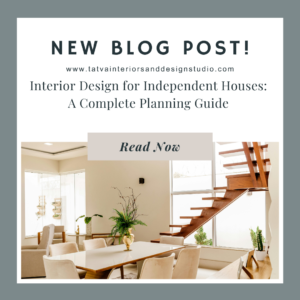 NEW BLOG POST!
www.tatvainteriorsanddesignstudio.com
Interior Design for Independent Houses:
A Complete Planning Guide
Read Now